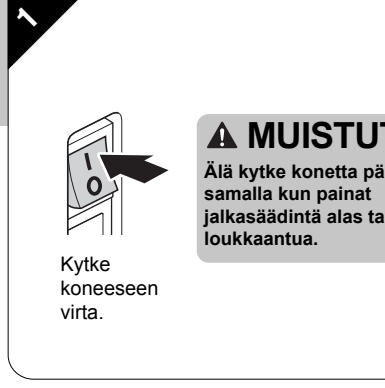 1
Kytke
koneeseen
virta.
MUISTUT
Älä kytke konetta pä
samalla kun painat
jalkasäädintä alas ta
loukkaantua.